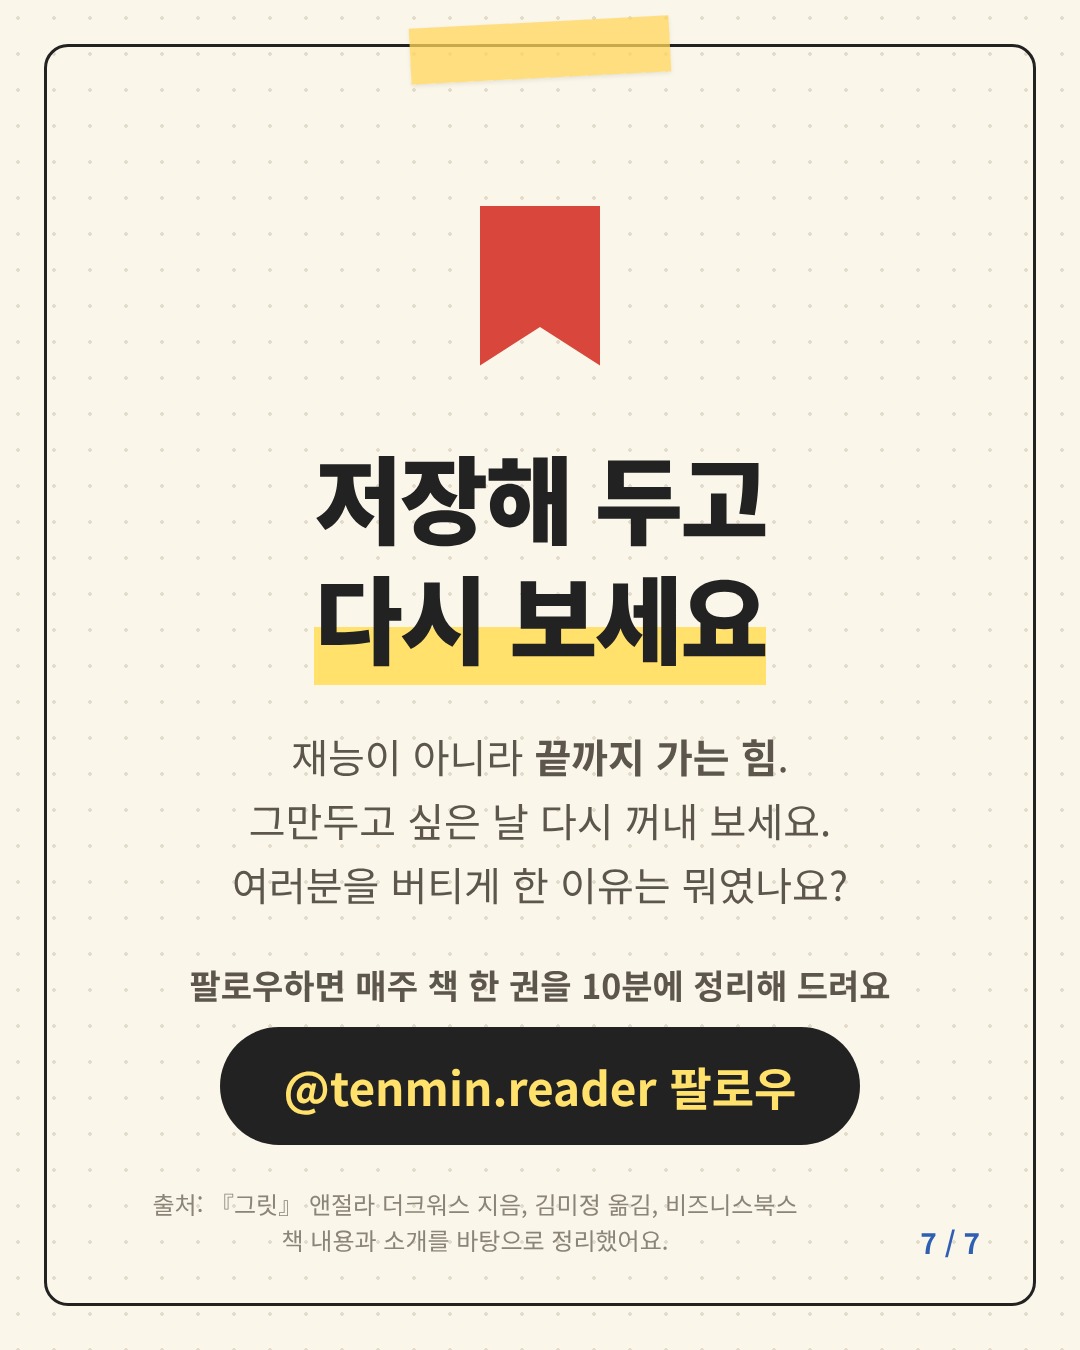 저장해 두고
다시 보세요
재능이 아니라 끝까지 가는 힘.
그만두고 싶은 날 다시 꺼내 보세요.
여러분을 버티게 한 이유는 뭐였나요?
팔로우하면 매주 책 한 권을 10분에 정리해 드려요
@tenmin.reader 팔로우
출처: 『그릿』 앤절라 더크워스 지음, 김미정 옮김, 비즈니스북스
책 내용과 소개를 바탕으로 정리했어요.
7 / 7